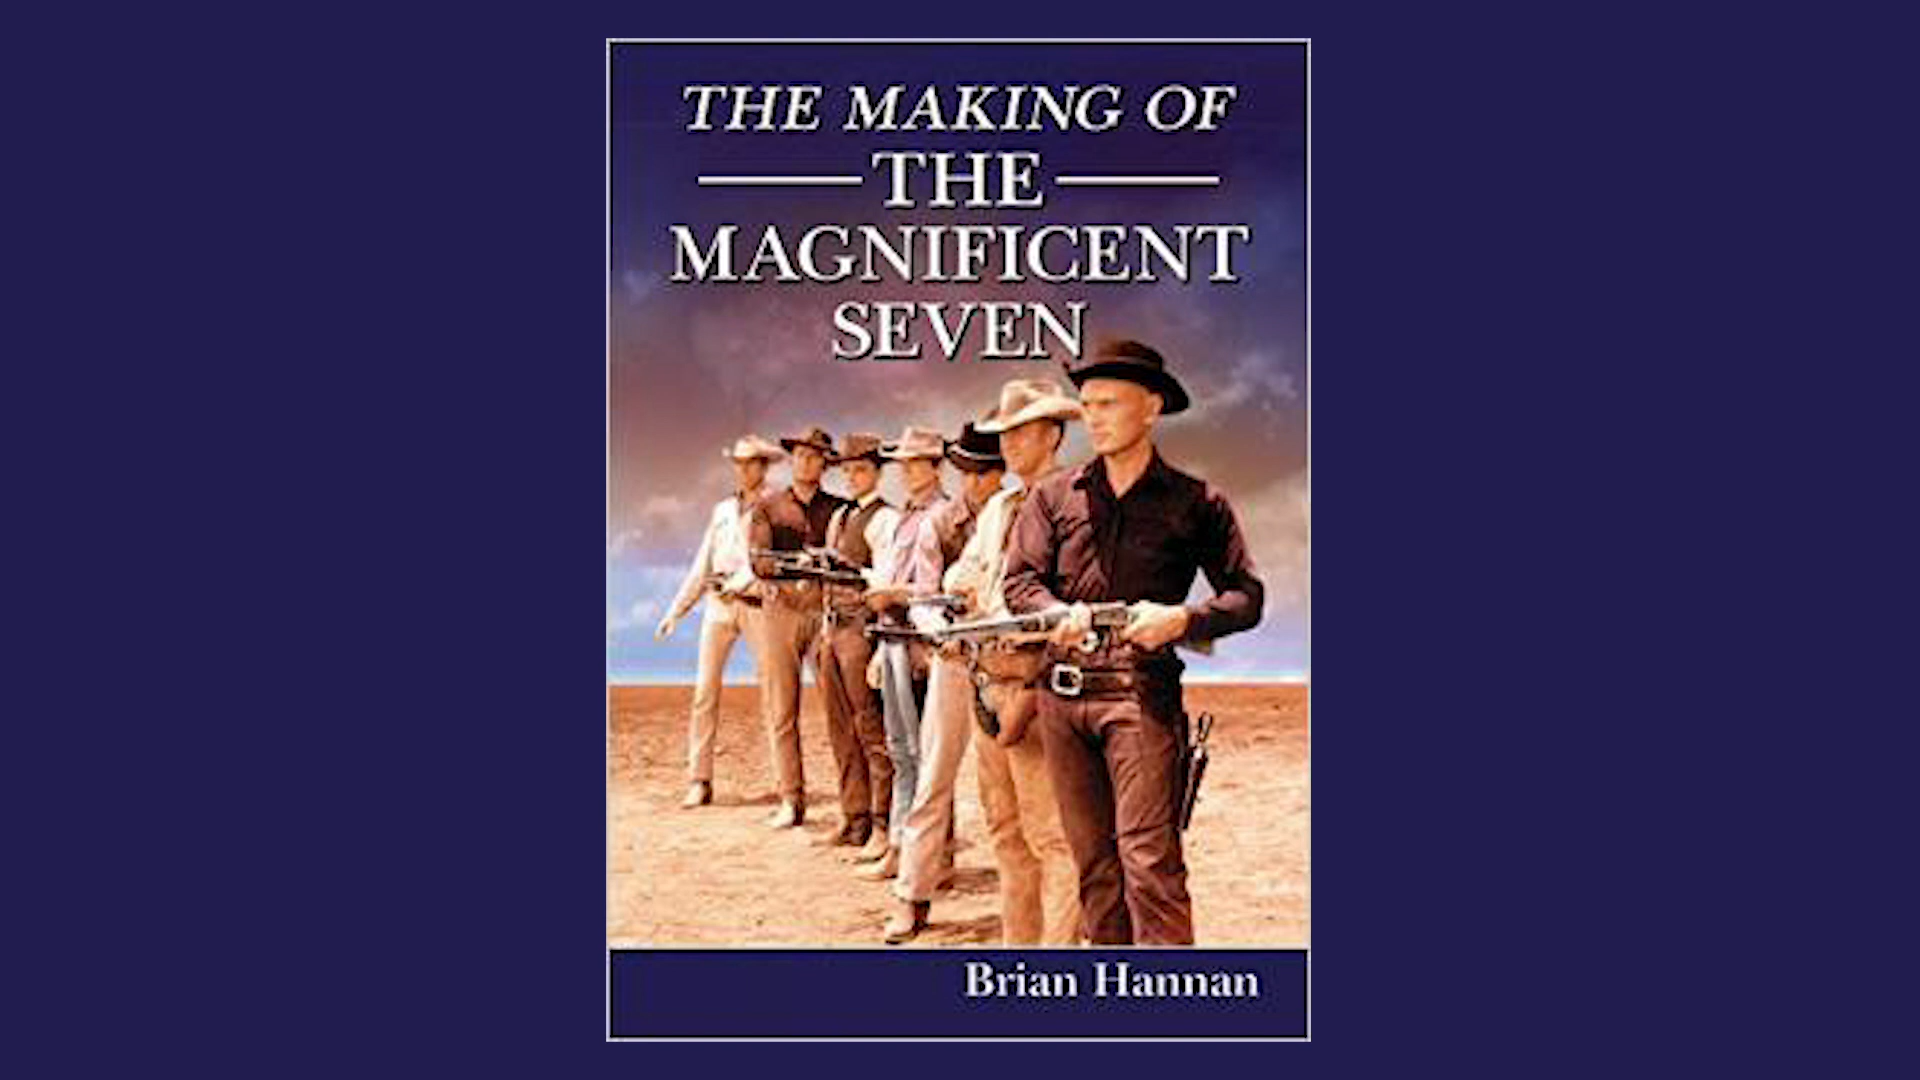 THE MAKING OF
THE
MAGNIFICENT
SEVEN
Brian Hannan